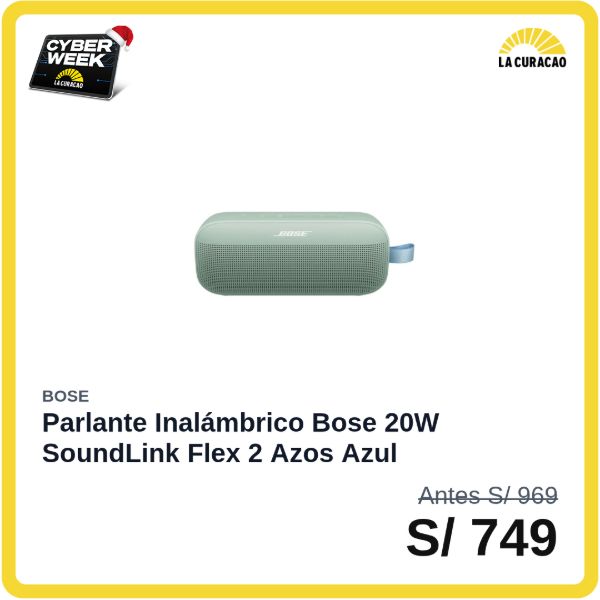 CYBER
WEEK
LA CURACAO
LA CURACAO
BOSE
BOSE
Parlante Inalámbrico Bose 20W
SoundLink Flex 2 Azos Azul
Antes S/ 969
S/ 749